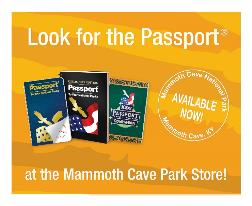 Look for the Passport®
Passport
PASSPORT
Mammoth Cave National Park
AVAILABLE
NOW!
Mammoth Cave, KY
at the Mammoth Cave Park Store!